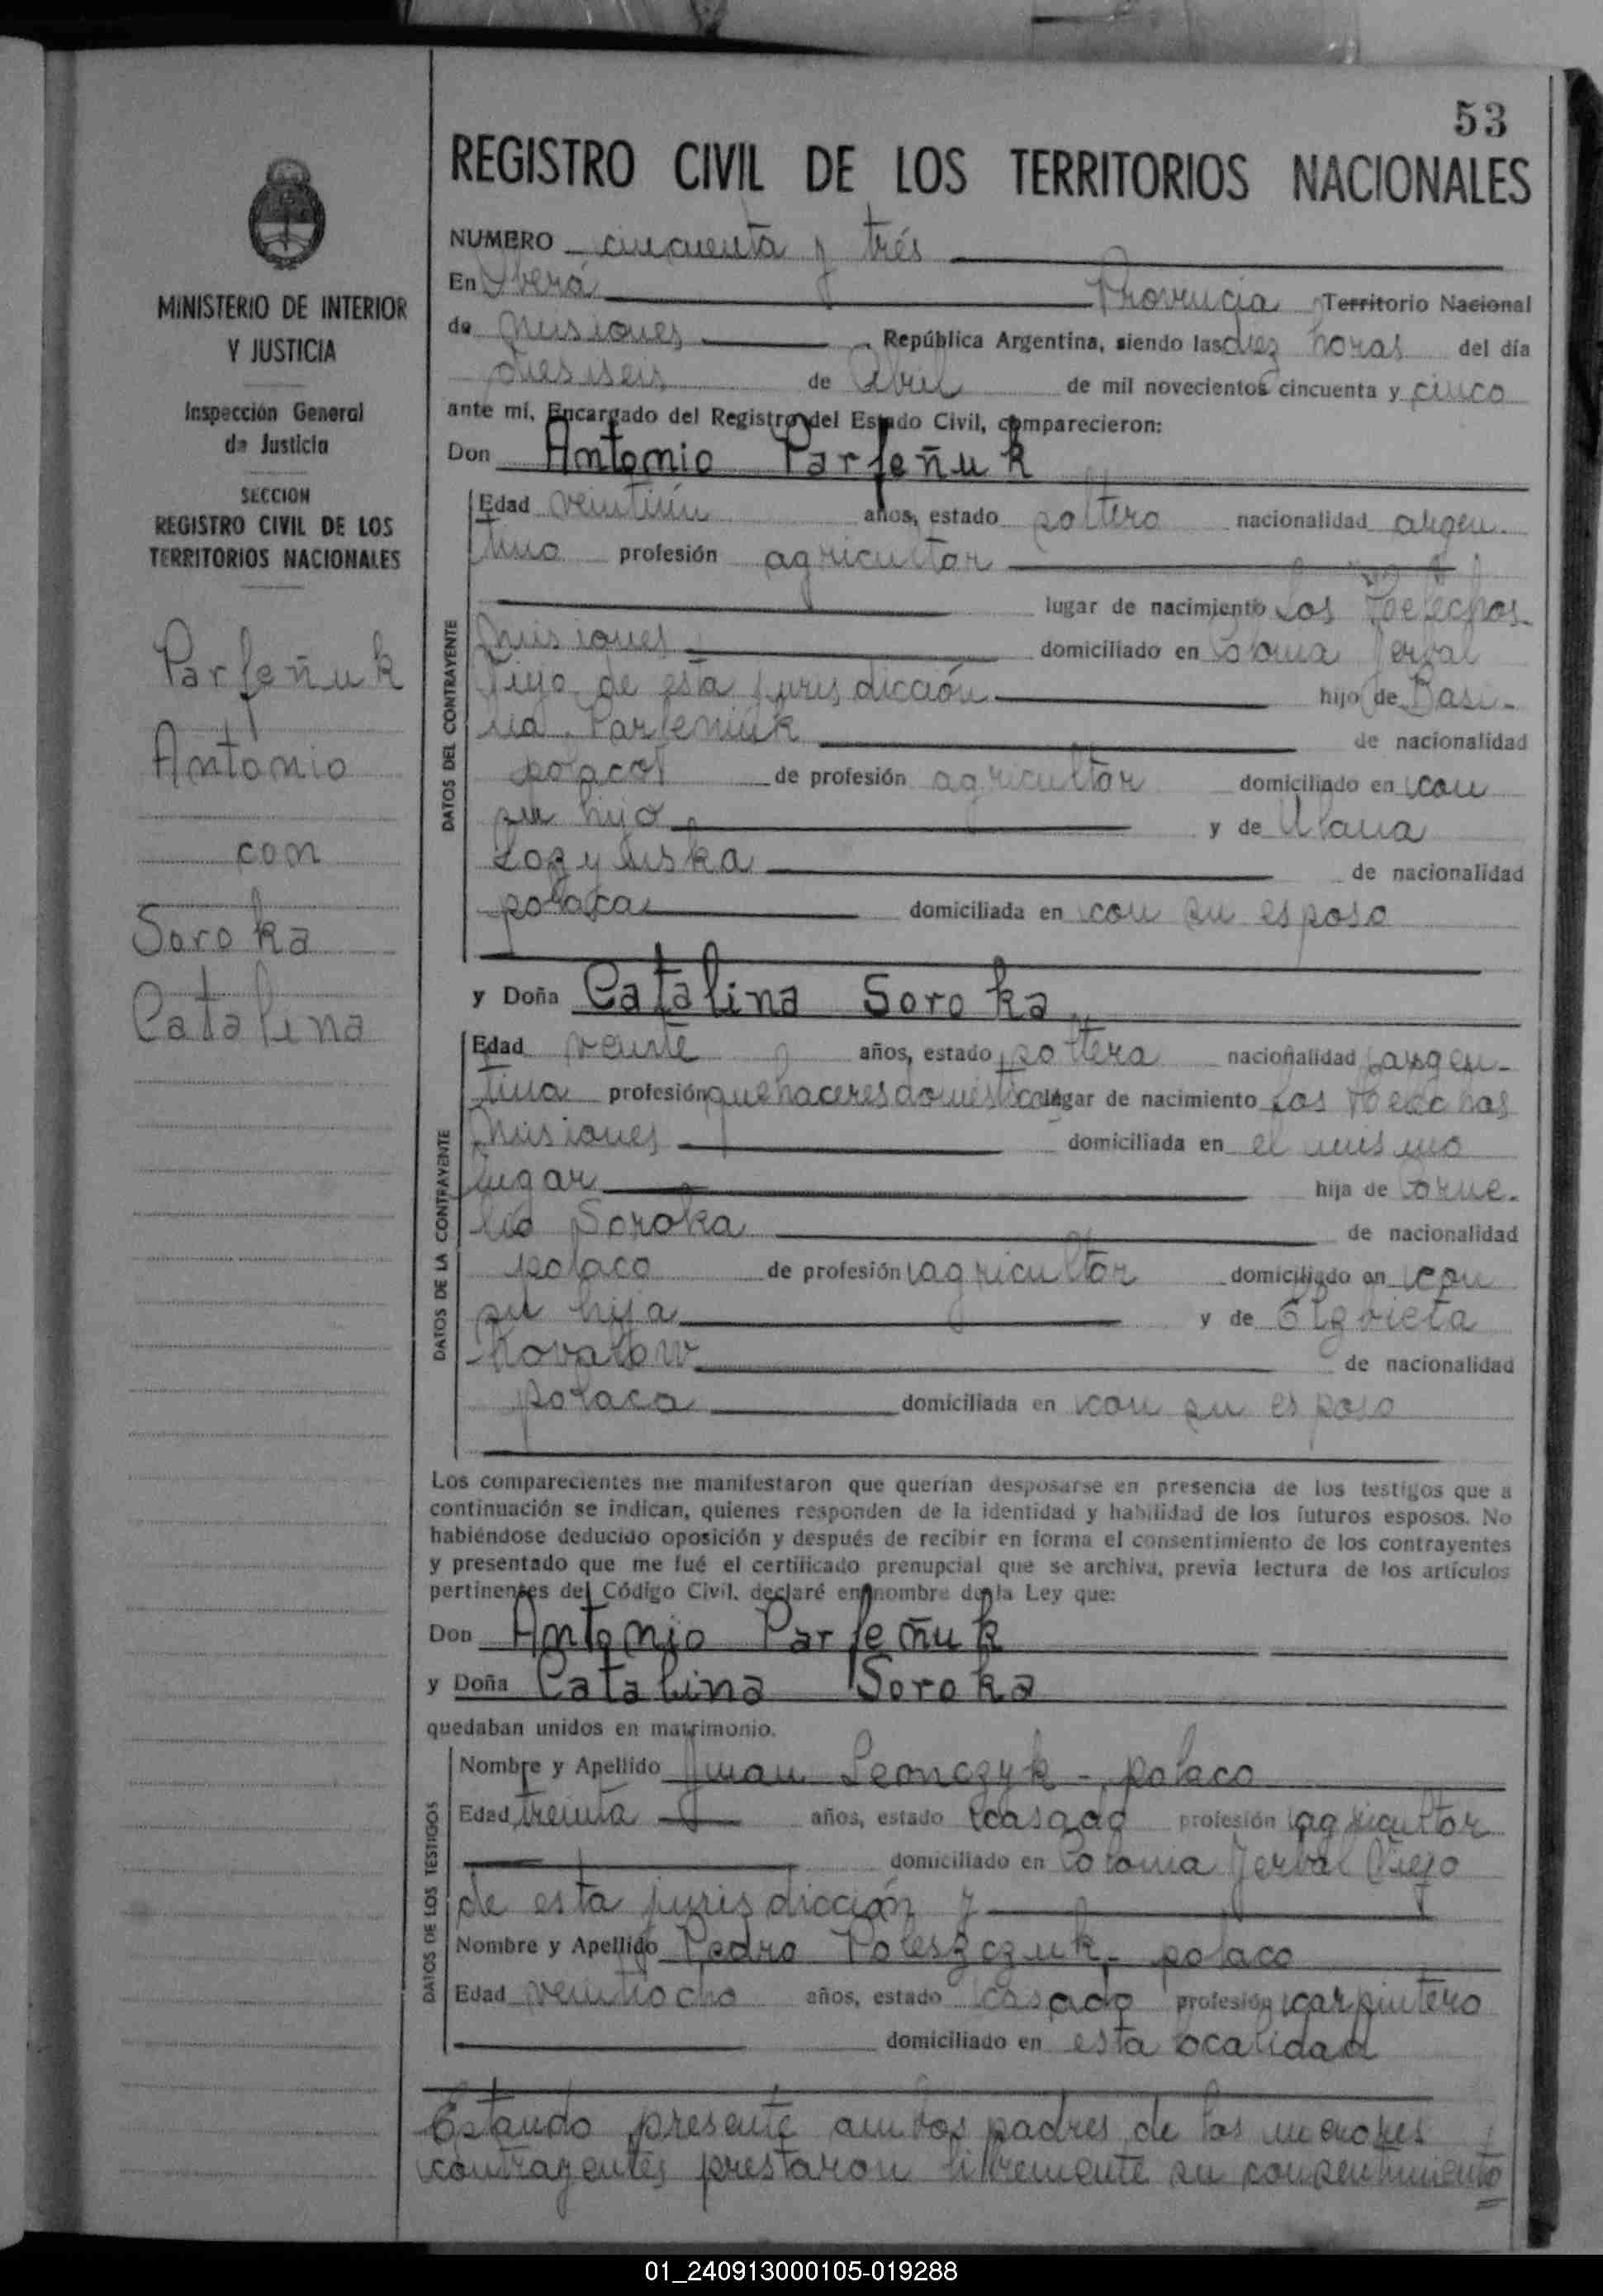 53
REGISTRO CIVIL DE LOS TERRITORIOS NACIONALES
MINISTERIO DE INTERIOR
Y JUSTICIA
Inspección General
de Justicia
SECCION
REGISTRO CIVIL DE LOS
TERRITORIOS NACIONALES
Parfeñuk
Antonio
con
Soroka
Catalina
NUMERO cincuenta y trés
En Oberá Provincia Territorio Nacional
de Misiones República Argentina, siendo las diez horas del día
diesiseis de Abril de mil novecientos cincuenta y cinco
ante mí, Encargado del Registro del Estado Civil, comparecieron:
Don Antonio Parfeñuk
DATOS DEL CONTRAYENTE
Edad veintiún años, estado soltero nacionalidad argen-
tino profesión agricultor
lugar de nacimiento Los Helechos-
Misiones domiciliado en Colonia Yerbal
Viejo de esta jurisdicción hijo de Basi-
lio Parfeniuk de nacionalidad
polaco de profesión agricultor domiciliado en con
su hijo y de Ulana
de nacionalidad
polaca domiciliada en con su esposo
y Doña Catalina Soroka
DATOS DE LA CONTRAYENTE
Edad veinte años, estado soltera nacionalidad argen-
tina profesión quehaceres domésticos lugar de nacimiento Los Helechos
Misiones domiciliada en el mismo
lugar hija de Corne-
lio Soroka de nacionalidad
polaco de profesión agricultor domiciliado en con
su hija y de Elzbieta
Kovalow de nacionalidad
polaca domiciliada en con su esposo
Los comparecientes me manifestaron que querían desposarse en presencia de los testigos que a
continuación se indican, quienes responden de la identidad y habilidad de los futuros esposos. No
habiéndose deducido oposición y después de recibir en forma el consentimiento de los contrayentes
y presentado que me fué el certificado prenupcial que se archiva, previa lectura de los artículos
pertinentes del Código Civil, declaré en nombre de la Ley que:
Don Antonio Parfeñuk
y Doña Catalina Soroka
quedaban unidos en matrimonio.
DATOS DE LOS TESTIGOS
Nombre y Apellido Juan Leonczyk -, polaco
Edad treinta años, estado casado profesión agricultor
domiciliado en Colonia Yerbal Viejo
de esta jurisdicción y
Nombre y Apellido Pedro Poleszczuk - polaco
Edad veintiocho años, estado casado profesión carpintero
domiciliado en esta localidad
Estando presente ambos padres de los menores
contrayentes prestaron libremente su consentimiento
01_240913000105-019288